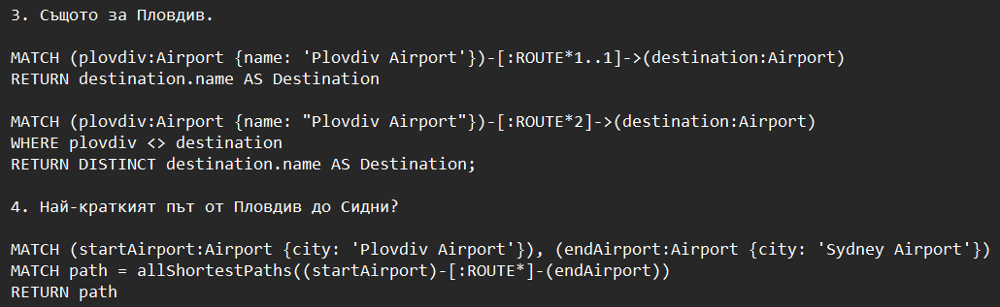 3. Същото за Пловдив.
MATCH (plovdiv:Airport {name: 'Plovdiv Airport'})-[:ROUTE*1..1]->(destination:Airport)
RETURN destination.name AS Destination
MATCH (plovdiv:Airport {name: "Plovdiv Airport"})-[:ROUTE*2]->(destination:Airport)
WHERE plovdiv <> destination
RETURN DISTINCT destination.name AS Destination;
4. Най-краткият път от Пловдив до Сидни?
MATCH (startAirport:Airport {city: 'Plovdiv Airport'}), (endAirport:Airport {city: 'Sydney Airport'})
MATCH path = allShortestPaths((startAirport)-[:ROUTE*]-(endAirport))
RETURN path